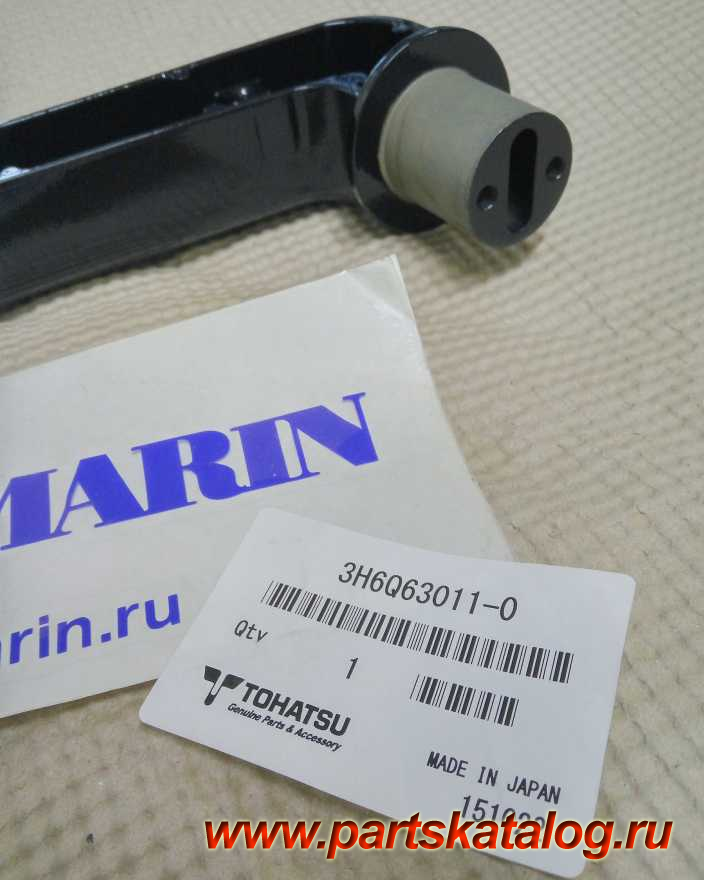 MARIN
rin.ru
3H6Q63011-0
Qty
1
TOHATSU
Genuine Parts & Accessory
MADE IN JAPAN
www.partskatalog.ru